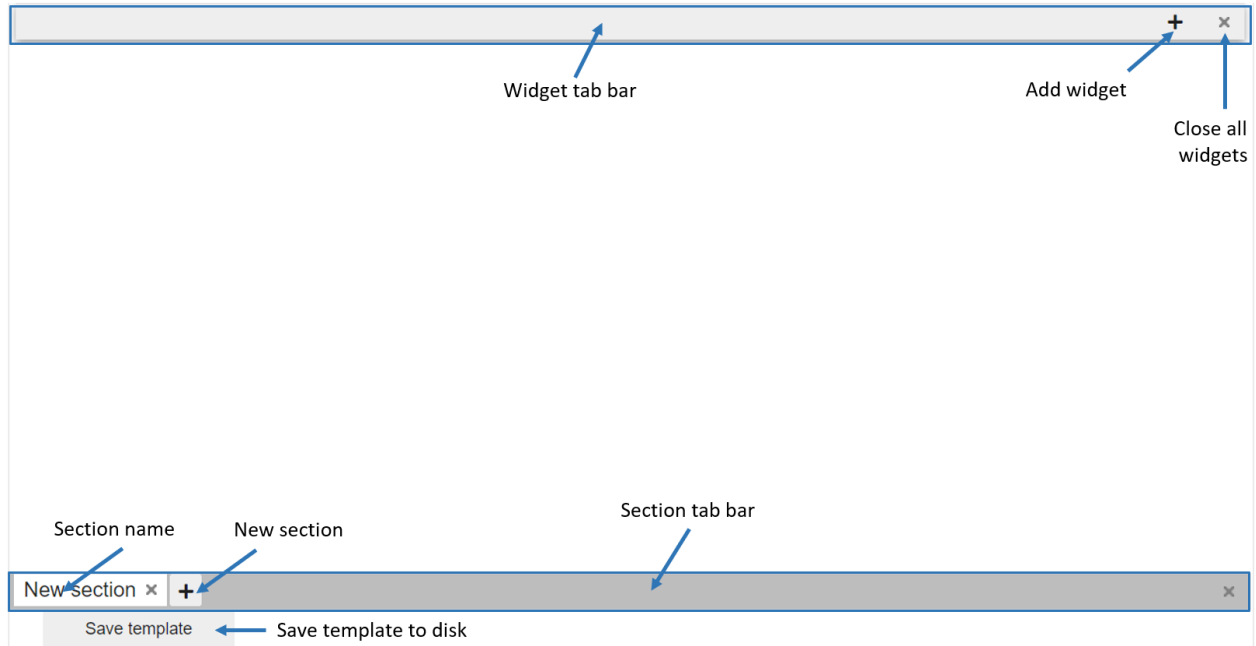 Widget tab bar
Add widget
Close all
widgets
Section tab bar
Section name
New section
New section
Save template
Save template to disk